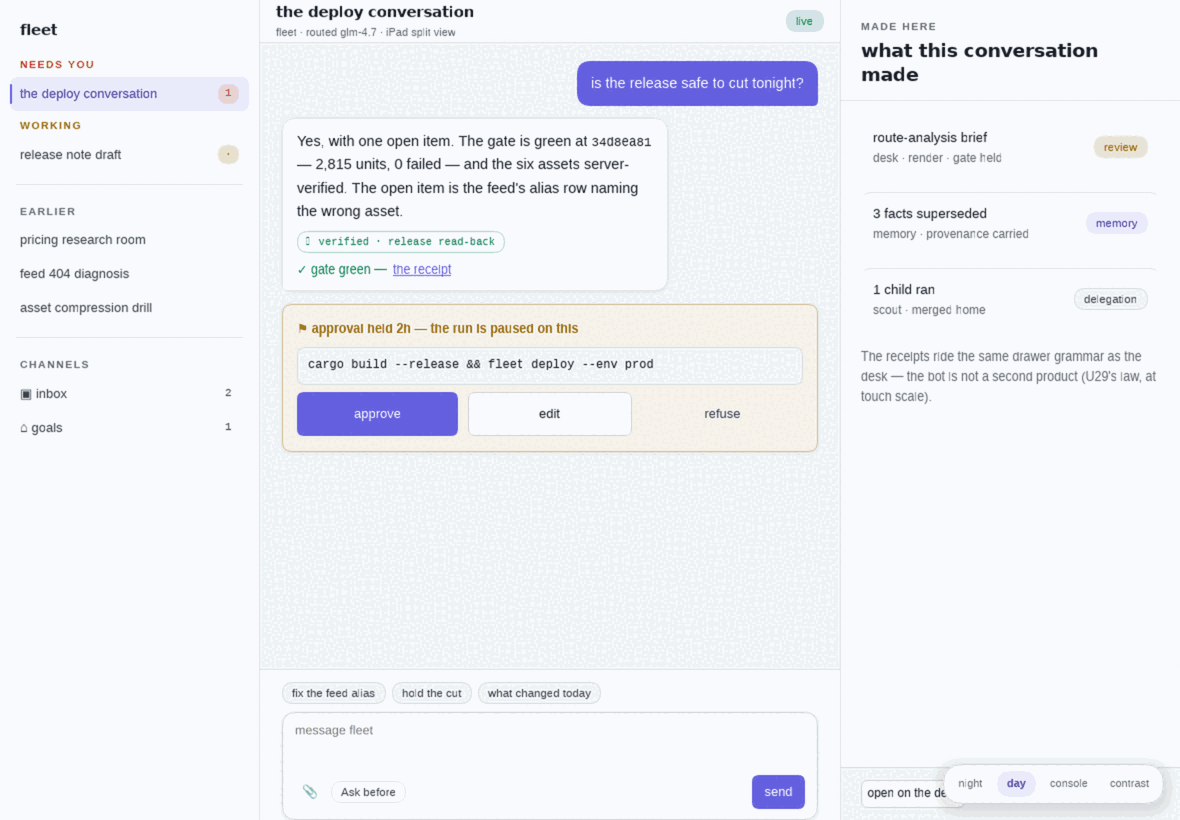 fleet
NEEDS YOU
the deploy conversation 1
WORKING
release note draft ·
EARLIER
pricing research room
feed 404 diagnosis
asset compression drill
CHANNELS
▣ inbox 2
⌂ goals 1
the deploy conversation
fleet · routed glm-4.7 · iPad split view
live
is the release safe to cut tonight?
Yes, with one open item. The gate is green at 34d8ea81
— 2,815 units, 0 failed — and the six assets server-
verified. The open item is the feed's alias row naming
the wrong asset.
verified · release read-back
✓ gate green — the receipt
⚑ approval held 2h — the run is paused on this
cargo build --release && fleet deploy --env prod
approve edit refuse
fix the feed alias hold the cut what changed today
message fleet
📎 Ask before send
MADE HERE
what this conversation
made
route-analysis brief
desk · render · gate held
review
3 facts superseded
memory · provenance carried
memory
1 child ran
scout · merged home
delegation
The receipts ride the same drawer grammar as the
desk — the bot is not a second product (U29's law, at
touch scale).
open on the
night day console contrast